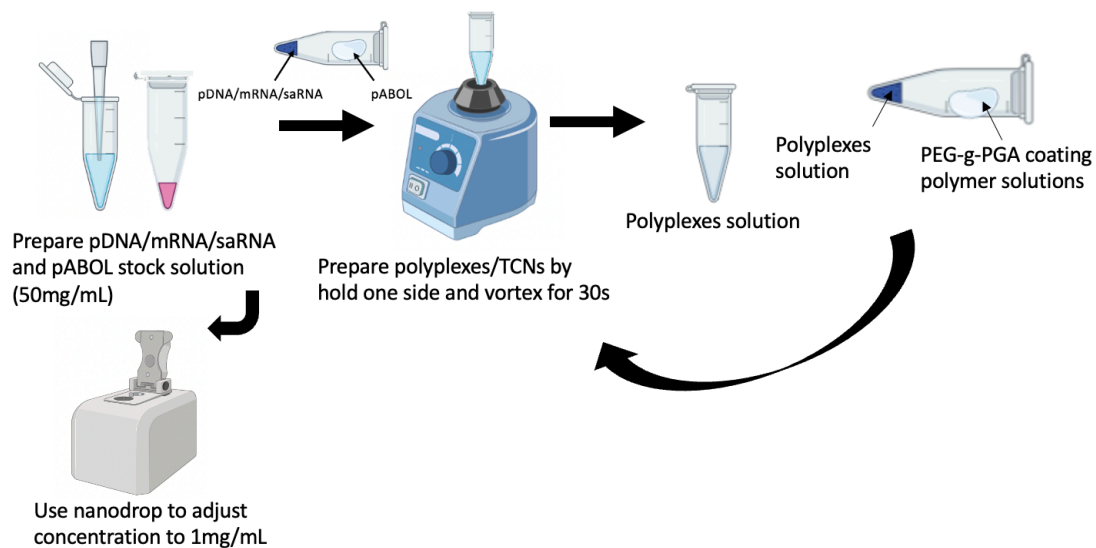 pDNA/mRNA/saRNA
pABOL
Prepare pDNA/mRNA/saRNA
and pABOL stock solution
(50mg/mL)
Prepare polyplexes/TCNs by
hold one side and vortex for 30s
Polyplexes solution
Polyplexes
solution
PEG-g-PGA coating
polymer solutions
Use nanodrop to adjust
concentration to 1mg/mL